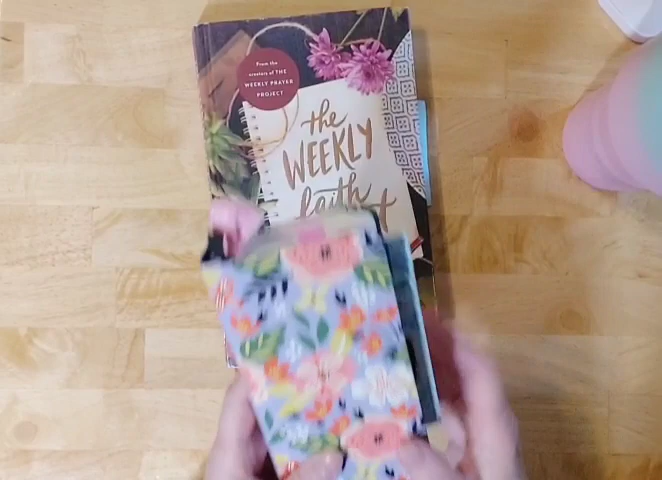 From the
creators of THE
WEEKLY PRAYER
PROJECT
the
WEEKLY
faith